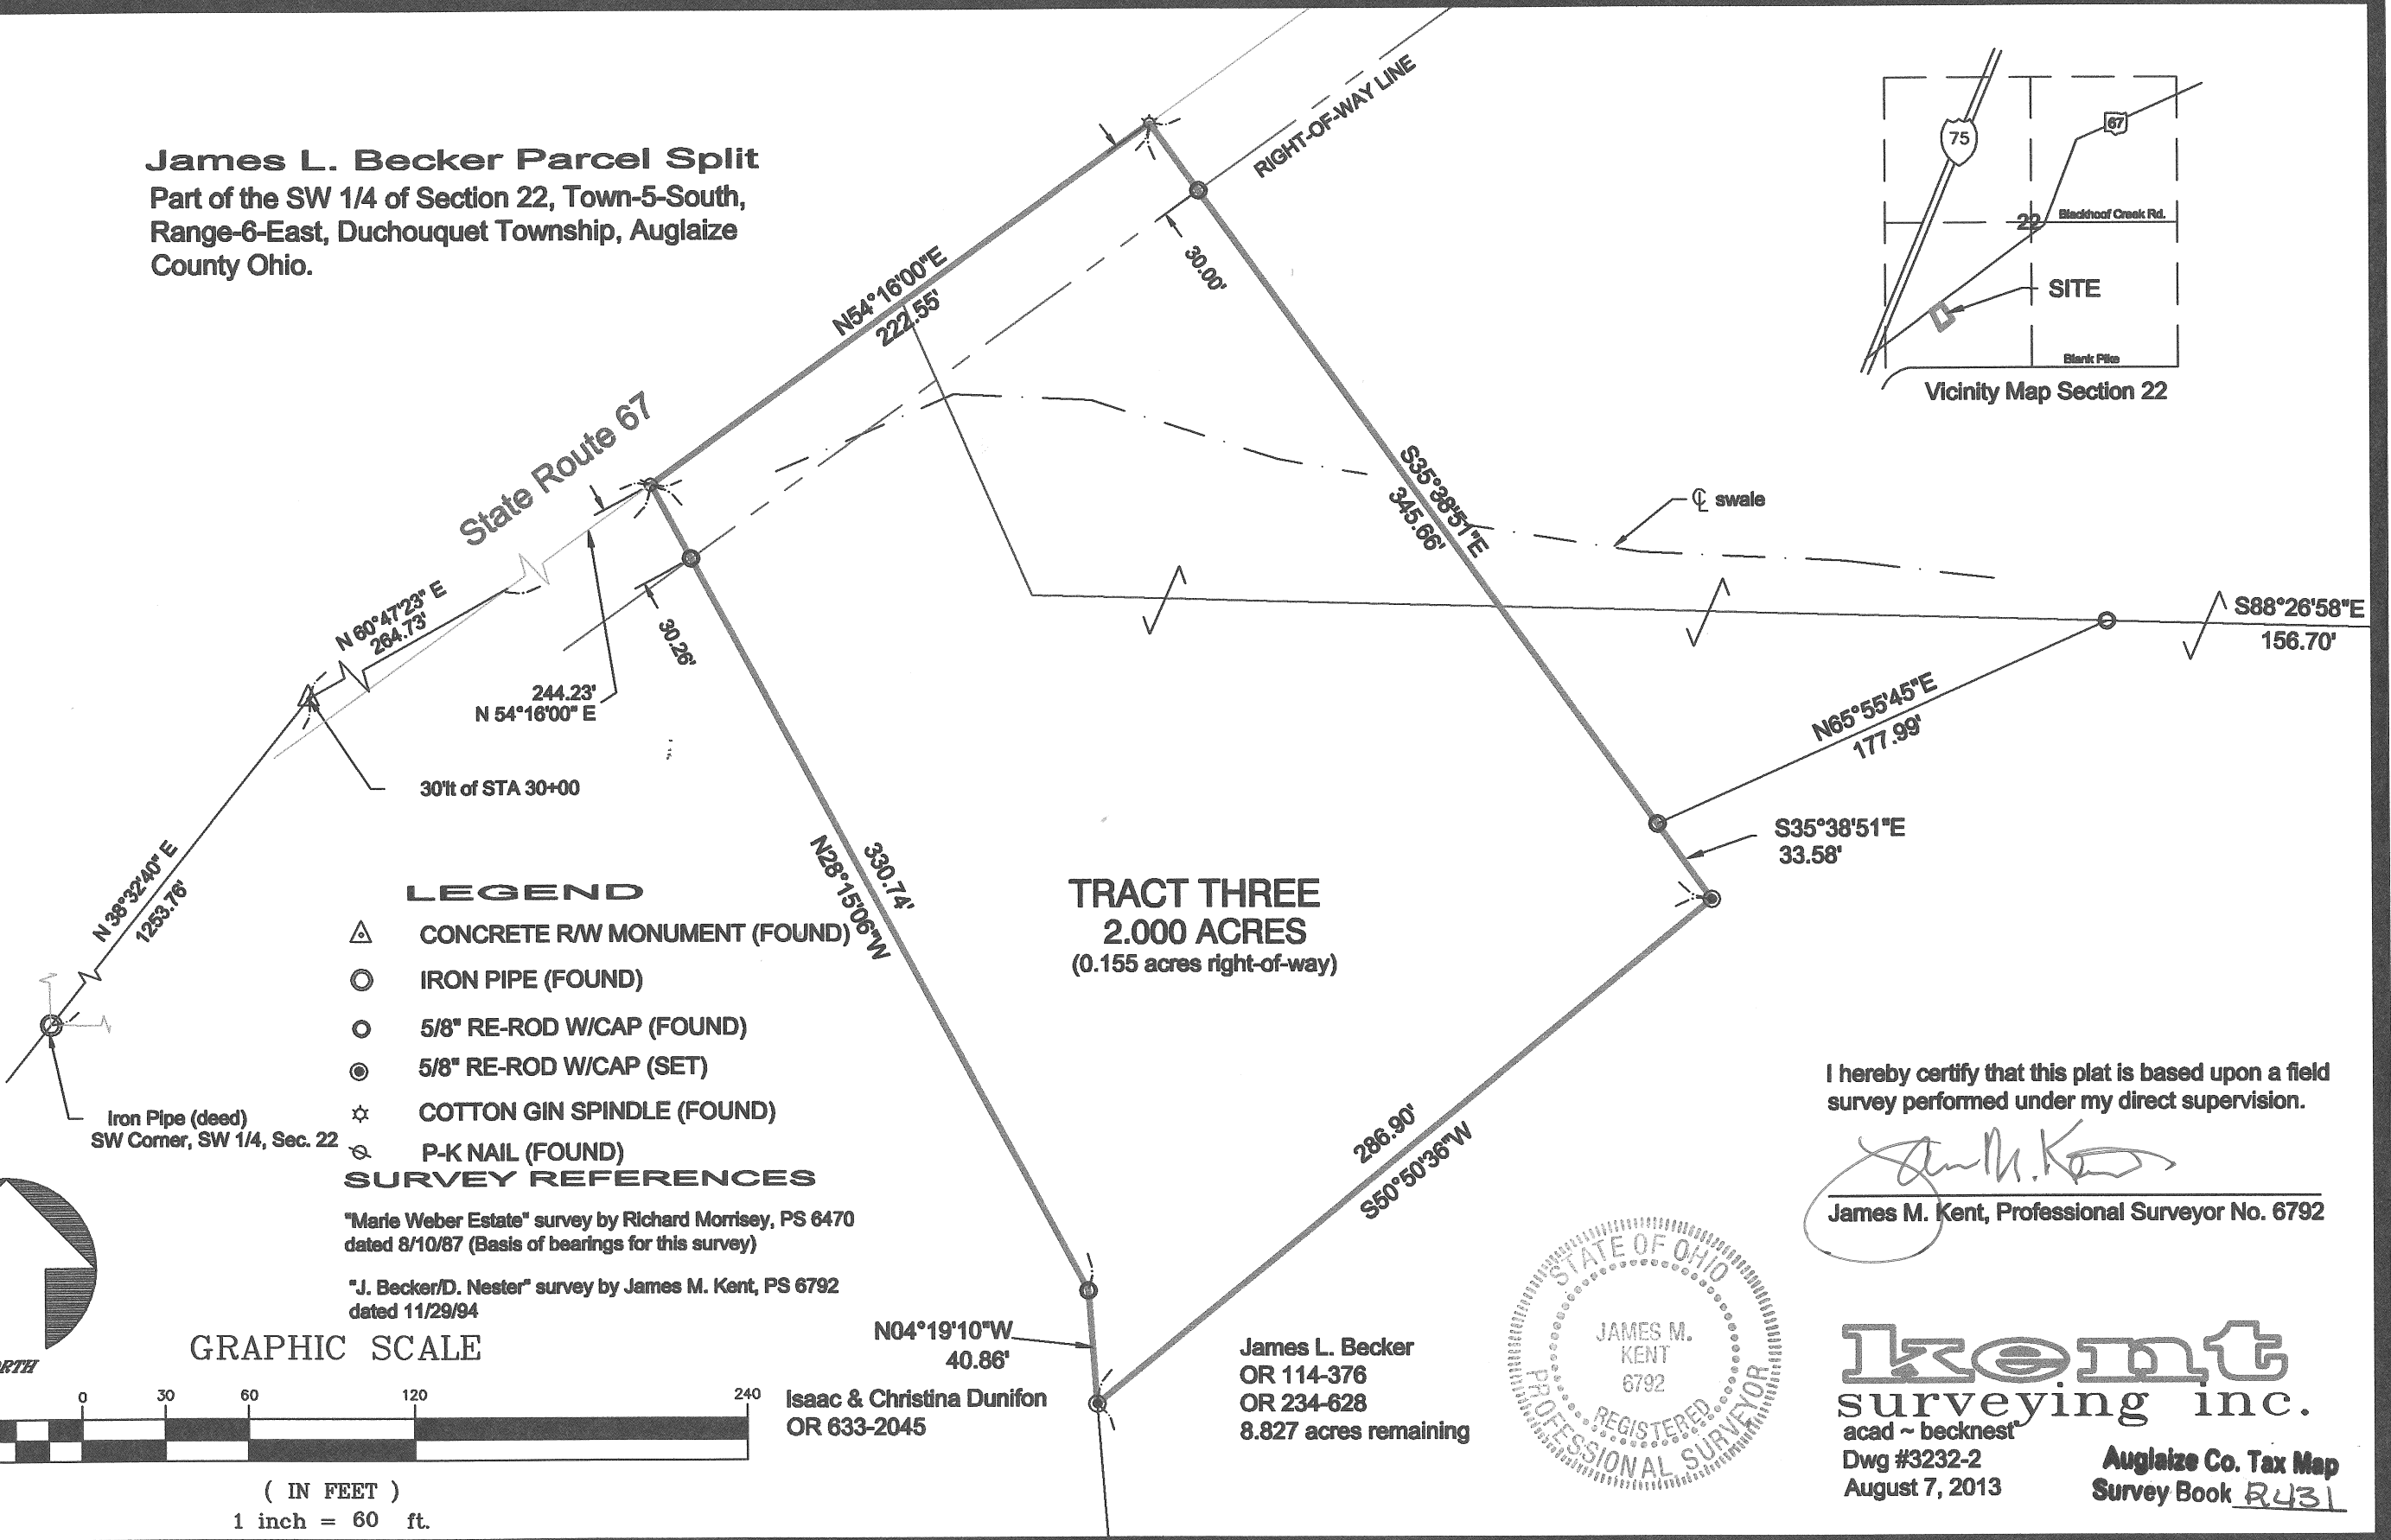 James L. Becker Parcel Split
Part of the SW 1/4 of Section 22, Town-5-South,
Range-6-East, Duchouquet Township, Auglaize
County Ohio.
RIGHT-OF-WAY LINE
75
67
22
Blackhoof Creek Rd.
SITE
Blank Pike
Vicinity Map Section 22
N54°16'00"E
222.55'
30.00'
State Route 67
S35°38'51"E
345.66'
℄ swale
S88°26'58"E
156.70'
N 60°47'23" E
264.73'
30.26'
244.23'
N 54°16'00" E
N65°55'45"E
177.99'
30'lt of STA 30+00
S35°38'51"E
33.58'
N 38°32'40" E
1253.76'
330.74'
N28°15'06"W
TRACT THREE
2.000 ACRES
(0.155 acres right-of-way)
LEGEND
CONCRETE R/W MONUMENT (FOUND)
IRON PIPE (FOUND)
5/8" RE-ROD W/CAP (FOUND)
5/8" RE-ROD W/CAP (SET)
COTTON GIN SPINDLE (FOUND)
P-K NAIL (FOUND)
Iron Pipe (deed)
SW Corner, SW 1/4, Sec. 22
SURVEY REFERENCES
"Marie Weber Estate" survey by Richard Morrisey, PS 6470
dated 8/10/87 (Basis of bearings for this survey)
"J. Becker/D. Nester" survey by James M. Kent, PS 6792
dated 11/29/94
286.90'
S50°50'36"W
N04°19'10"W
40.86'
Isaac & Christina Dunifon
OR 633-2045
James L. Becker
OR 114-376
OR 234-628
8.827 acres remaining
RTH
GRAPHIC SCALE
0 30 60 120 240
( IN FEET )
1 inch = 60 ft.
I hereby certify that this plat is based upon a field
survey performed under my direct supervision.
James M. Kent
James M. Kent, Professional Surveyor No. 6792
STATE OF OHIO
JAMES M.
KENT
6792
REGISTERED
PROFESSIONAL SURVEYOR
kent
surveying inc.
acad ~ becknest
Dwg #3232-2
August 7, 2013
Auglaize Co. Tax Map
Survey Book R431